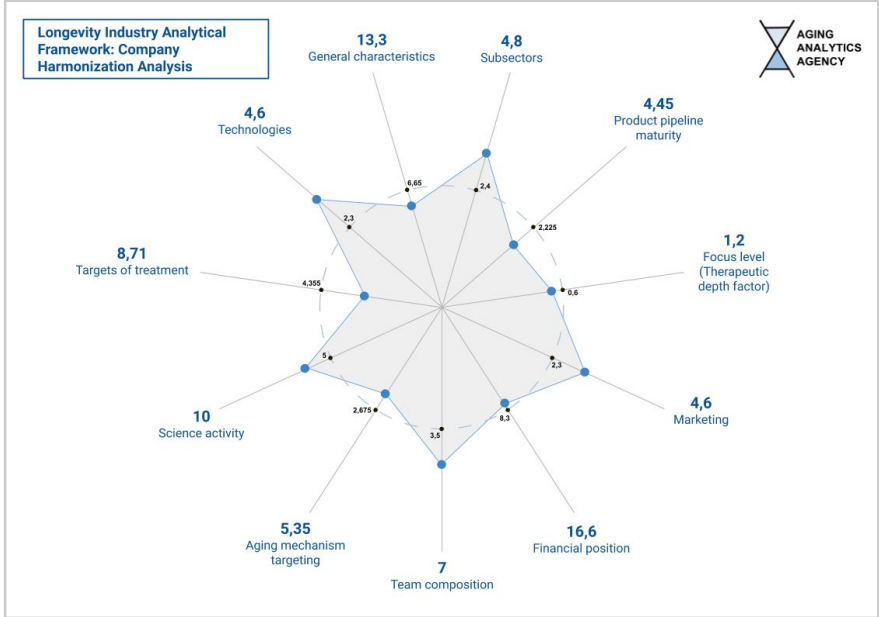 Longevity Industry Analytical
Framework: Company
Harmonization Analysis
AGING
ANALYTICS
AGENCY
13,3
General characteristics
4,8
Subsectors
4,45
Product pipeline
maturity
4,6
Technologies
6,65
2,4
2,3
2,225
1,2
Focus level
(Therapeutic
depth factor)
8,71
Targets of treatment
4,355
0,6
5
2,3
10
Science activity
4,6
Marketing
2,675
8,3
3,5
5,35
Aging mechanism
targeting
16,6
Financial position
7
Team composition